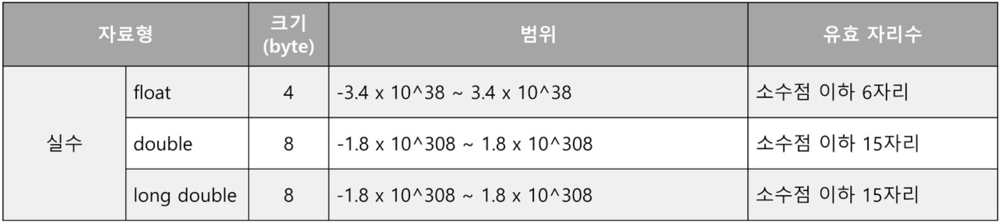 자료형 크기 (byte) 범위 유효 자리수
실수 float 4 -3.4 x 10^38 ~ 3.4 x 10^38 소수점 이하 6자리
double 8 -1.8 x 10^308 ~ 1.8 x 10^308 소수점 이하 15자리
long double 8 -1.8 x 10^308 ~ 1.8 x 10^308 소수점 이하 15자리